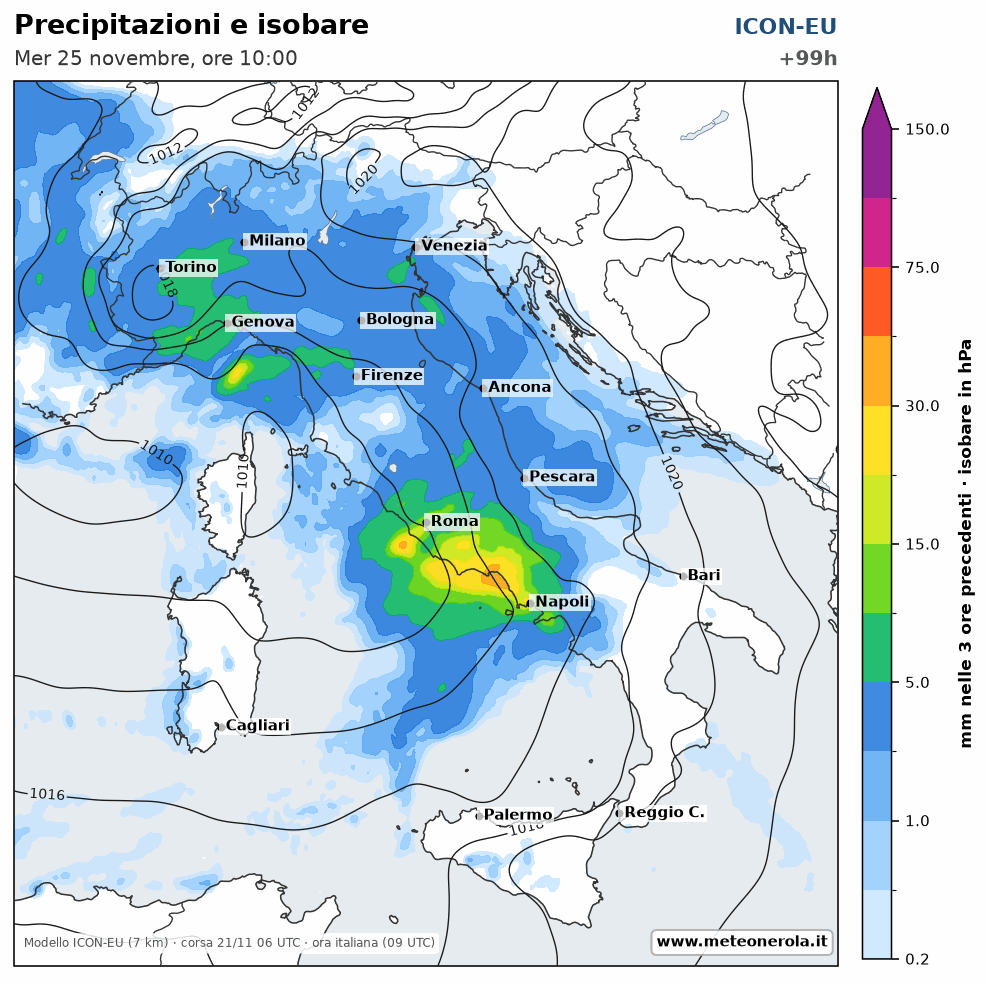 Precipitazioni e isobare
ICON-EU
Mer 25 novembre, ore 10:00
+99h
1012
1012
1020
Milano
Venezia
Torino
1018
Genova
Bologna
Firenze
Ancona
1010
1010
1020
Pescara
Roma
Bari
Napoli
Cagliari
1016
Palermo
Reggio C.
Modello ICON-EU (7 km) · corsa 21/11 06 UTC · ora italiana (09 UTC)
www.meteonerola.it
150.0
75.0
30.0
15.0
5.0
1.0
0.2
mm nelle 3 ore precedenti · isobare in hPa